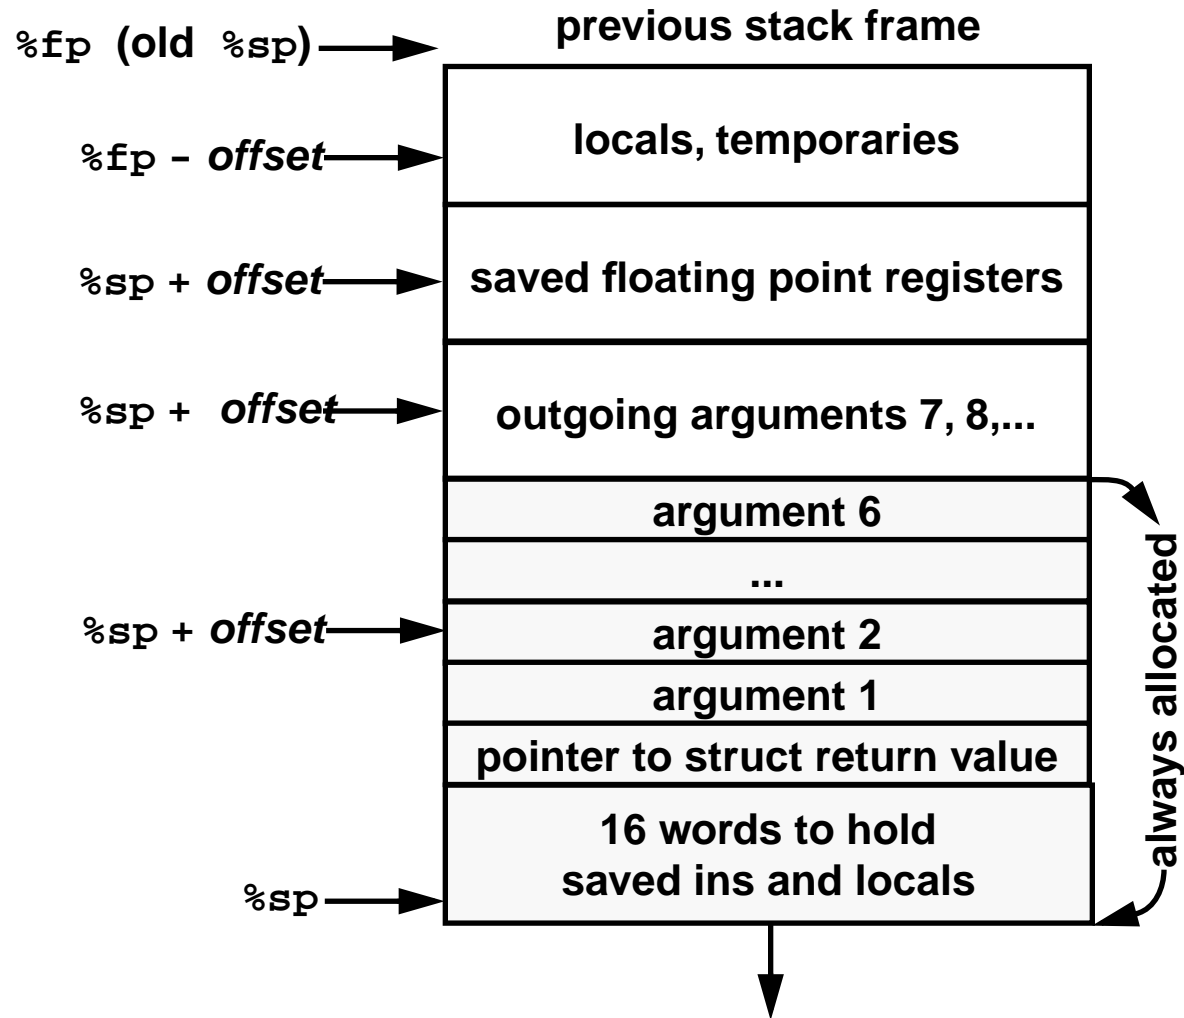 previous stack frame
%fp (old %sp)
locals, temporaries
%fp - offset
saved floating point registers
%sp + offset
outgoing arguments 7, 8,...
%sp + offset
argument 6
...
argument 2
%sp + offset
argument 1
pointer to struct return value
16 words to hold
saved ins and locals
%sp
always allocated